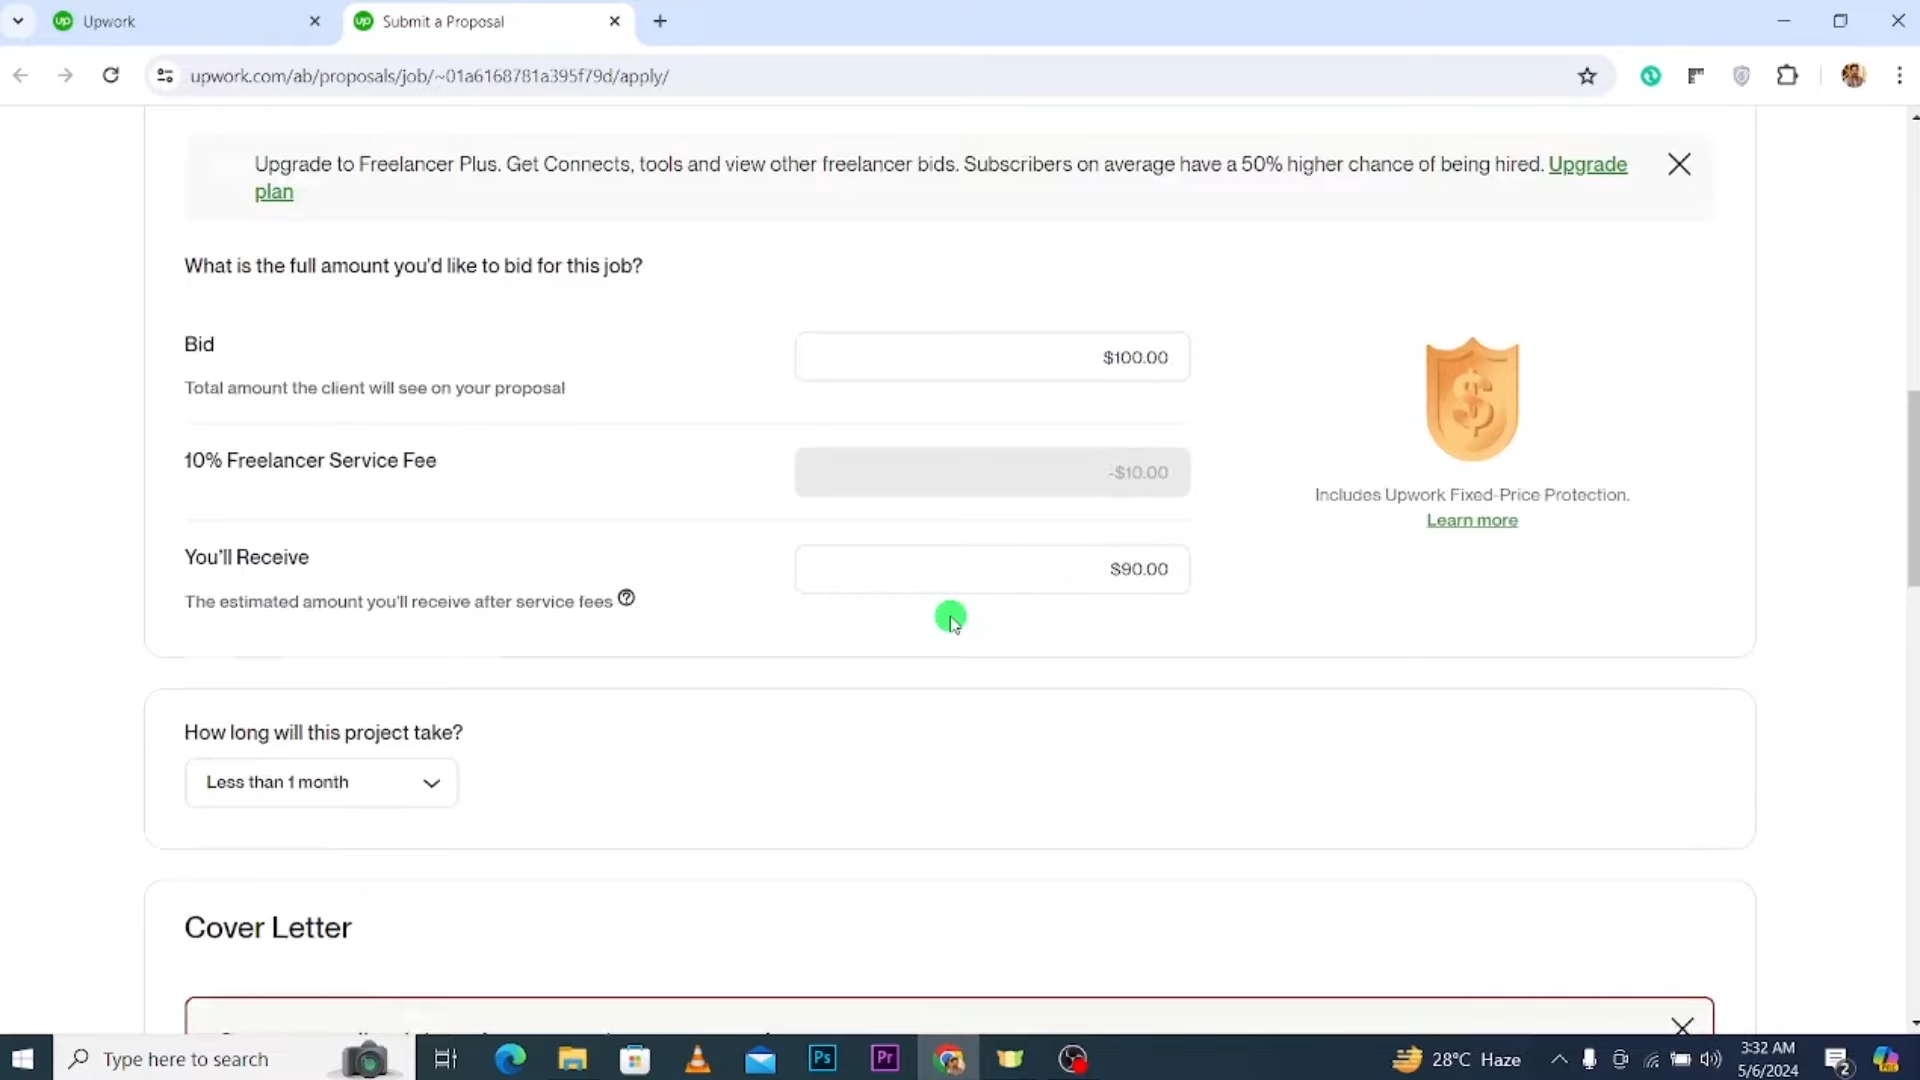 Upwork
Submit a Proposal
upwork.com/ab/proposals/job/~01a6168781a395f79d/apply/
Upgrade to Freelancer Plus. Get Connects, tools and view other freelancer bids. Subscribers on average have a 50% higher chance of being hired. Upgrade
plan
What is the full amount you'd like to bid for this job?
Bid
$100.00
Total amount the client will see on your proposal
10% Freelancer Service Fee
-$10.00
Includes Upwork Fixed-Price Protection.
Learn more
You'll Receive
$90.00
The estimated amount you'll receive after service fees
How long will this project take?
Less than 1 month
Cover Letter
Type here to search
Ps
Pr
28°C Haze
3:32 AM
5/6/2024
2